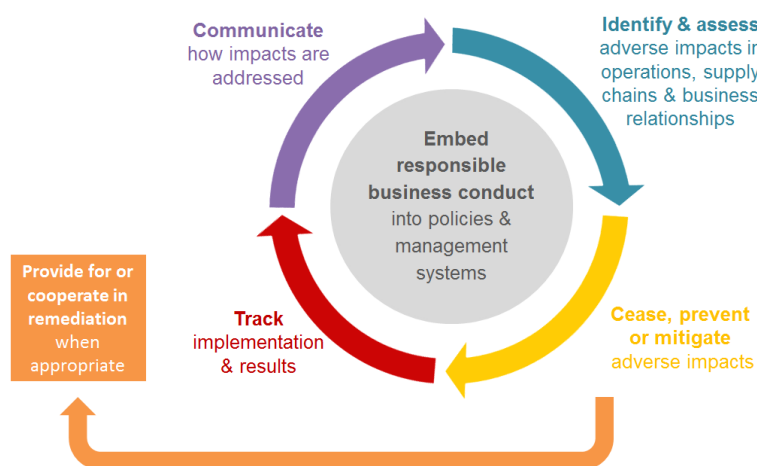 Communicate
how impacts are
addressed
Identify & assess
adverse impacts in
operations, supply
chains & business
relationships
Embed
responsible
business conduct
into policies &
management
systems
Provide for or
cooperate in
remediation
when
appropriate
Track
implementation
& results
Cease, prevent
or mitigate
adverse impacts